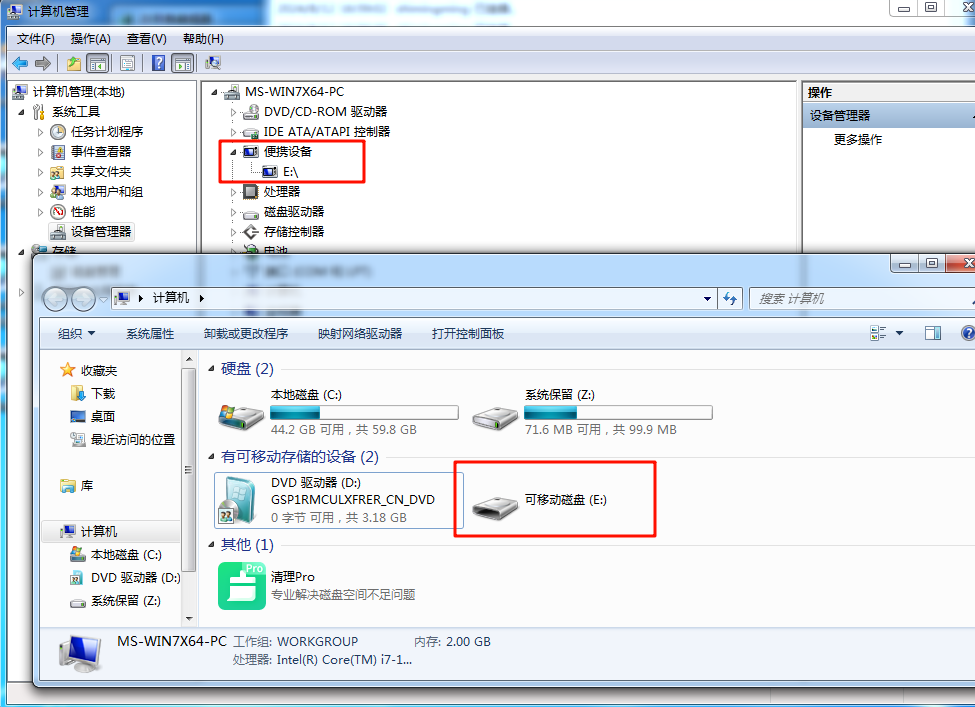 计算机管理
文件(F) 操作(A) 查看(V) 帮助(H)
计算机管理(本地)
系统工具
任务计划程序
事件查看器
共享文件夹
本地用户和组
性能
设备管理器
存储
MS-WIN7X64-PC
DVD/CD-ROM 驱动器
IDE ATA/ATAPI 控制器
便携设备
E:\
处理器
磁盘驱动器
存储控制器
电池
操作
设备管理器
更多操作
计算机
搜索 计算机
组织 系统属性 卸载或更改程序 映射网络驱动器 打开控制面板
收藏夹
下载
桌面
最近访问的位置
库
计算机
本地磁盘 (C:)
DVD 驱动器 (D:)
系统保留 (Z:)
硬盘 (2)
本地磁盘 (C:)
44.2 GB 可用，共 59.8 GB
系统保留 (Z:)
71.6 MB 可用，共 99.9 MB
有可移动存储的设备 (2)
DVD 驱动器 (D:)
GSP1RMCULXFRER_CN_DVD
0 字节 可用，共 3.18 GB
可移动磁盘 (E:)
其他 (1)
Pro
清理Pro
专业解决磁盘空间不足问题
MS-WIN7X64-PC 工作组: WORKGROUP 内存: 2.00 GB
处理器: Intel(R) Core(TM) i7-1...